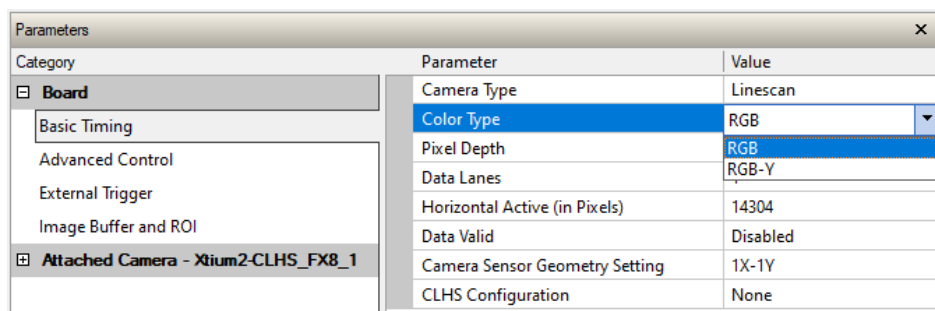 Parameters ×
Category Parameter Value
Board Camera Type Linescan
Basic Timing Color Type RGB
Pixel Depth RGB
Advanced Control Data Lanes RGB-Y
External Trigger Horizontal Active (in Pixels) 14304
Image Buffer and ROI Data Valid Disabled
Attached Camera - Xtium2-CLHS_FX8_1 Camera Sensor Geometry Setting 1X-1Y
CLHS Configuration None